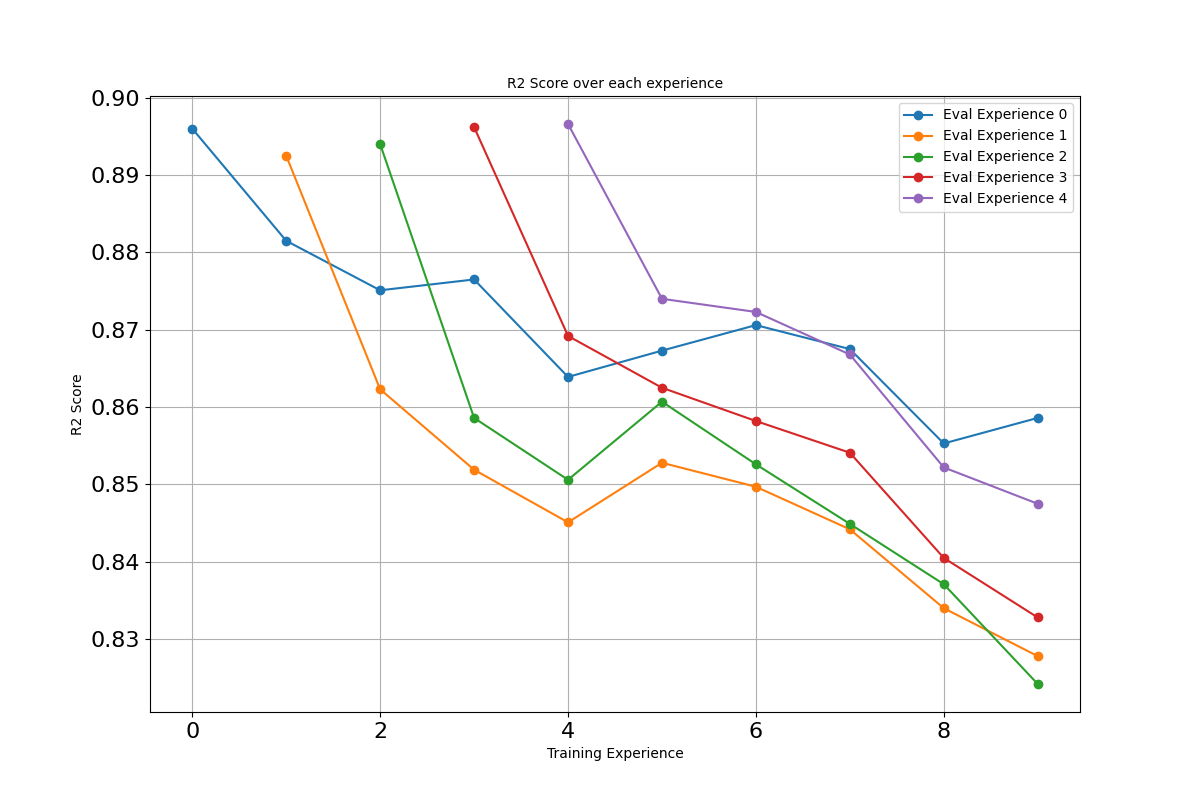 R2 Score over each experience
0.90
0.89
0.88
0.87
0.86
0.85
0.84
0.83
R2 Score
Eval Experience 0
Eval Experience 1
Eval Experience 2
Eval Experience 3
Eval Experience 4
0 2 4 6 8
Training Experience